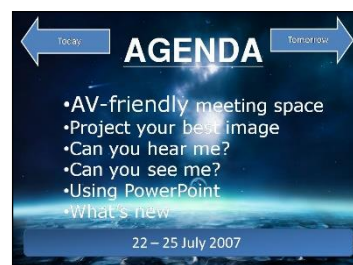 Today
AGENDA
Tomorrow
•AV-friendly meeting space
•Project your best image
•Can you hear me?
•Can you see me?
•Using PowerPoint
•What's new
22 – 25 July 2007